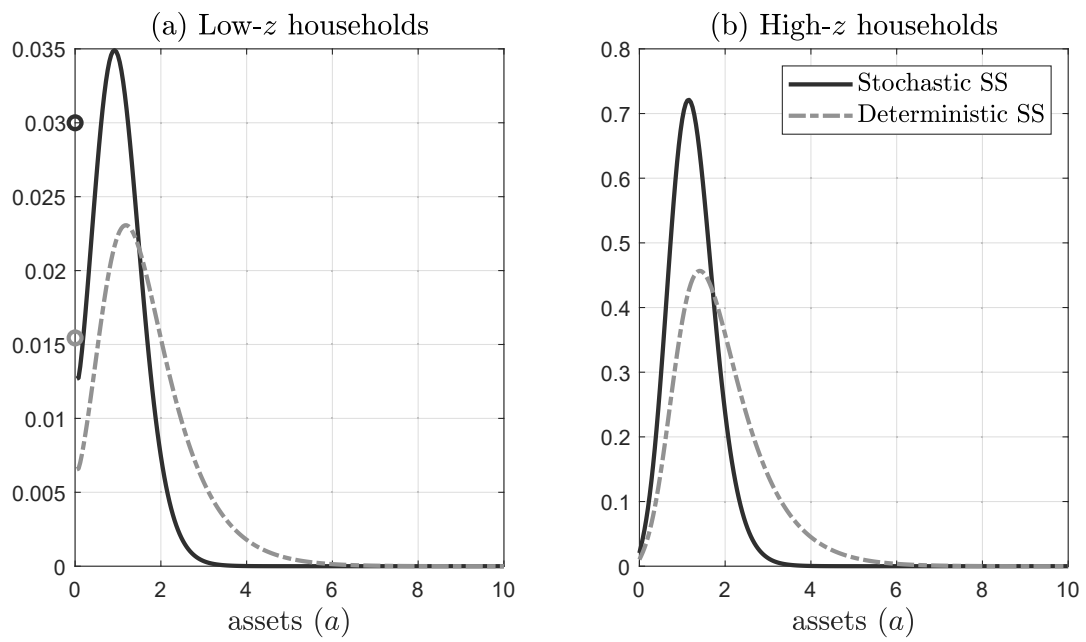 (a) Low-z households
0.035
0.03
0.025
0.02
0.015
0.01
0.005
0
0 2 4 6 8 10
assets (a)
(b) High-z households
Stochastic SS
Deterministic SS
0.8
0.7
0.6
0.5
0.4
0.3
0.2
0.1
0
0 2 4 6 8 10
assets (a)